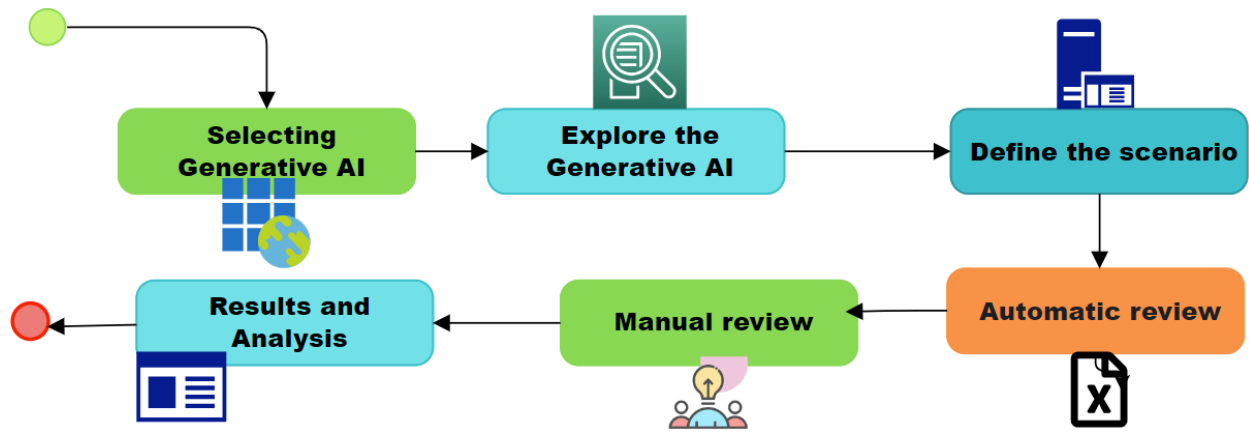 Selecting
Generative AI
Explore the
Generative AI
Define the scenario
Results and
Analysis
Manual review
Automatic review
X